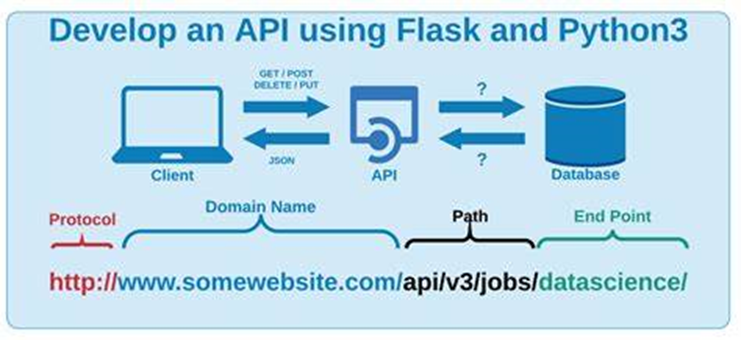 Develop an API using Flask and Python3
GET / POST
DELETE / PUT
?
JSON
?
Client
API
Database
Protocol
Domain Name
Path
End Point
http://www.somewebsite.com/api/v3/jobs/datascience/